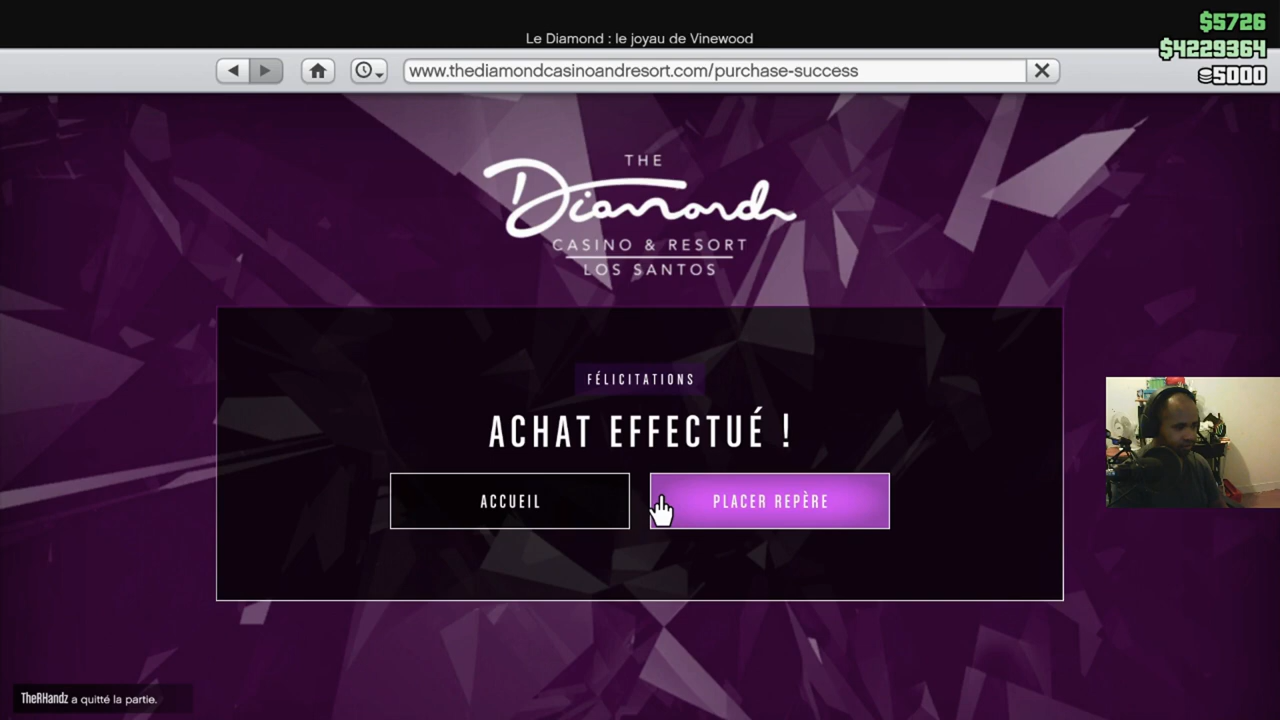 $5726
Le Diamond : le joyau de Vinewood
$4229364
www.thediamondcasinoandresort.com/purchase-success
5000
THE
Diamond
CASINO & RESORT
LOS SANTOS
FÉLICITATIONS
ACHAT EFFECTUÉ !
ACCUEIL
PLACER REPÈRE
TheRHandz a quitté la partie.